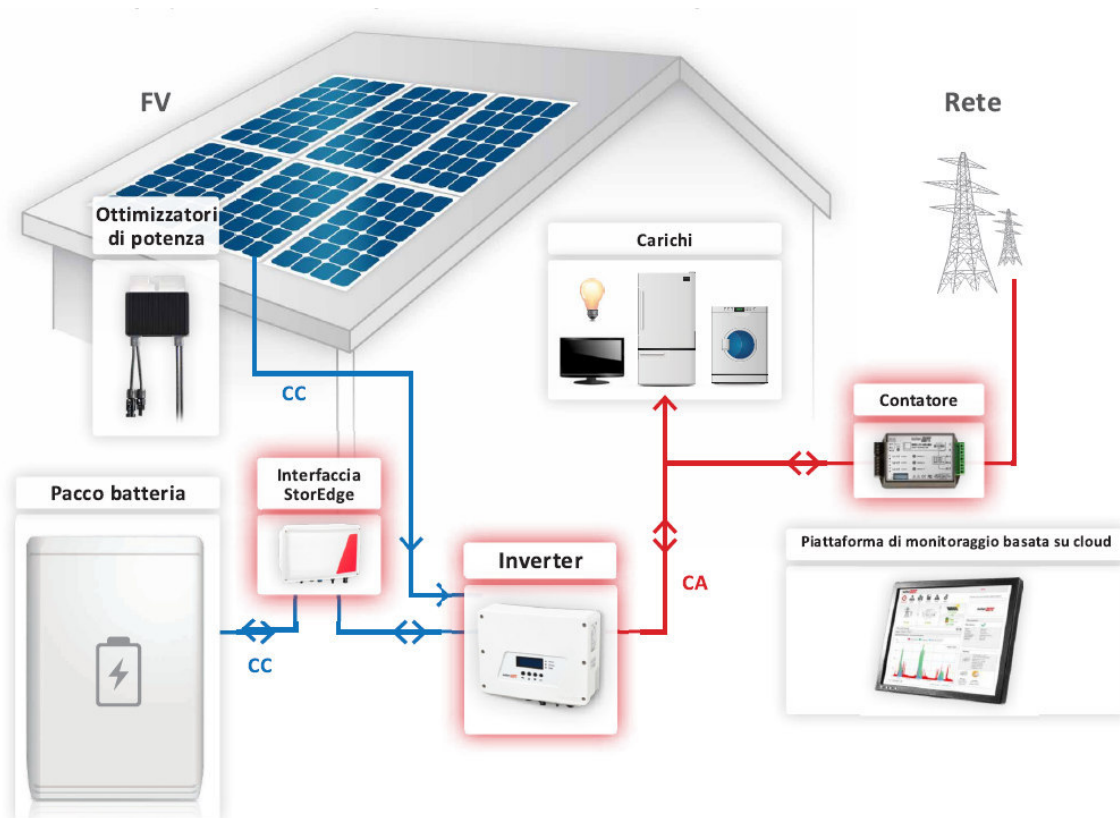 FV
Rete
Ottimizzatori
di potenza
Carichi
CC
Contatore
Interfaccia
StorEdge
Pacco batteria
Piattaforma di monitoraggio basata su cloud
Inverter
CA
CC